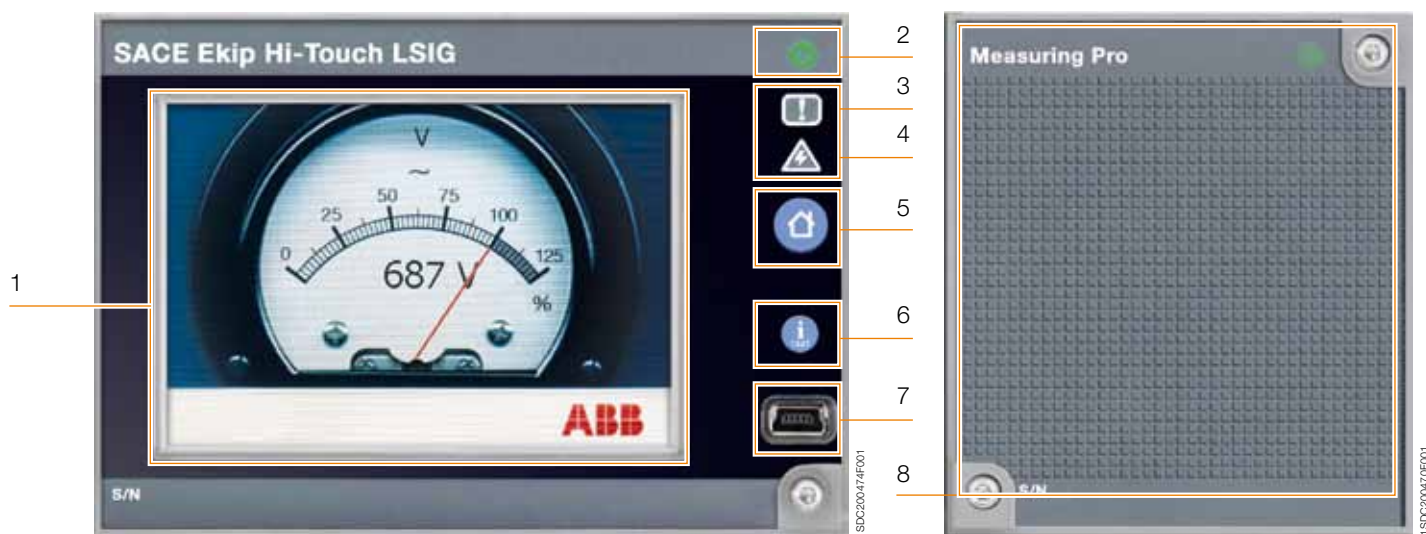 SACE Ekip Hi-Touch LSIG
V
~
0 25 50 75 100 125
687 V
%
ABB
S/N
i
TEST
1
2
3
4
5
6
7
8
SDC200474F001
Measuring Pro
S/N
1SDC200470F001